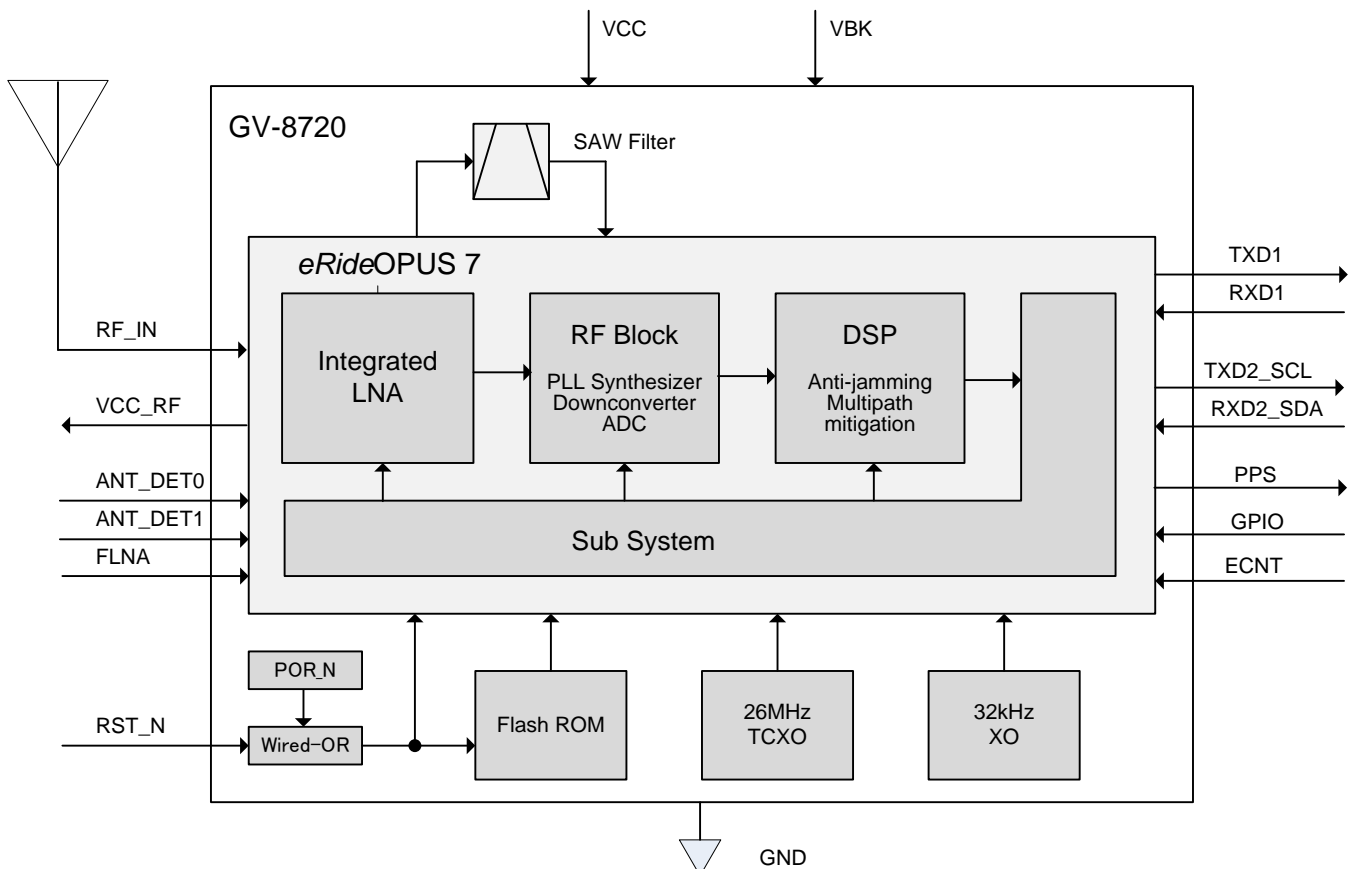 VCC
VBK
GV-8720
SAW Filter
eRideOPUS 7
TXD1
RXD1
RF_IN
Integrated
LNA
RF Block
PLL Synthesizer
Downconverter
ADC
DSP
Anti-jamming
Multipath
mitigation
TXD2_SCL
RXD2_SDA
VCC_RF
ANT_DET0
ANT_DET1
FLNA
PPS
GPIO
ECNT
Sub System
POR_N
RST_N
Wired-OR
Flash ROM
26MHz
TCXO
32kHz
XO
GND